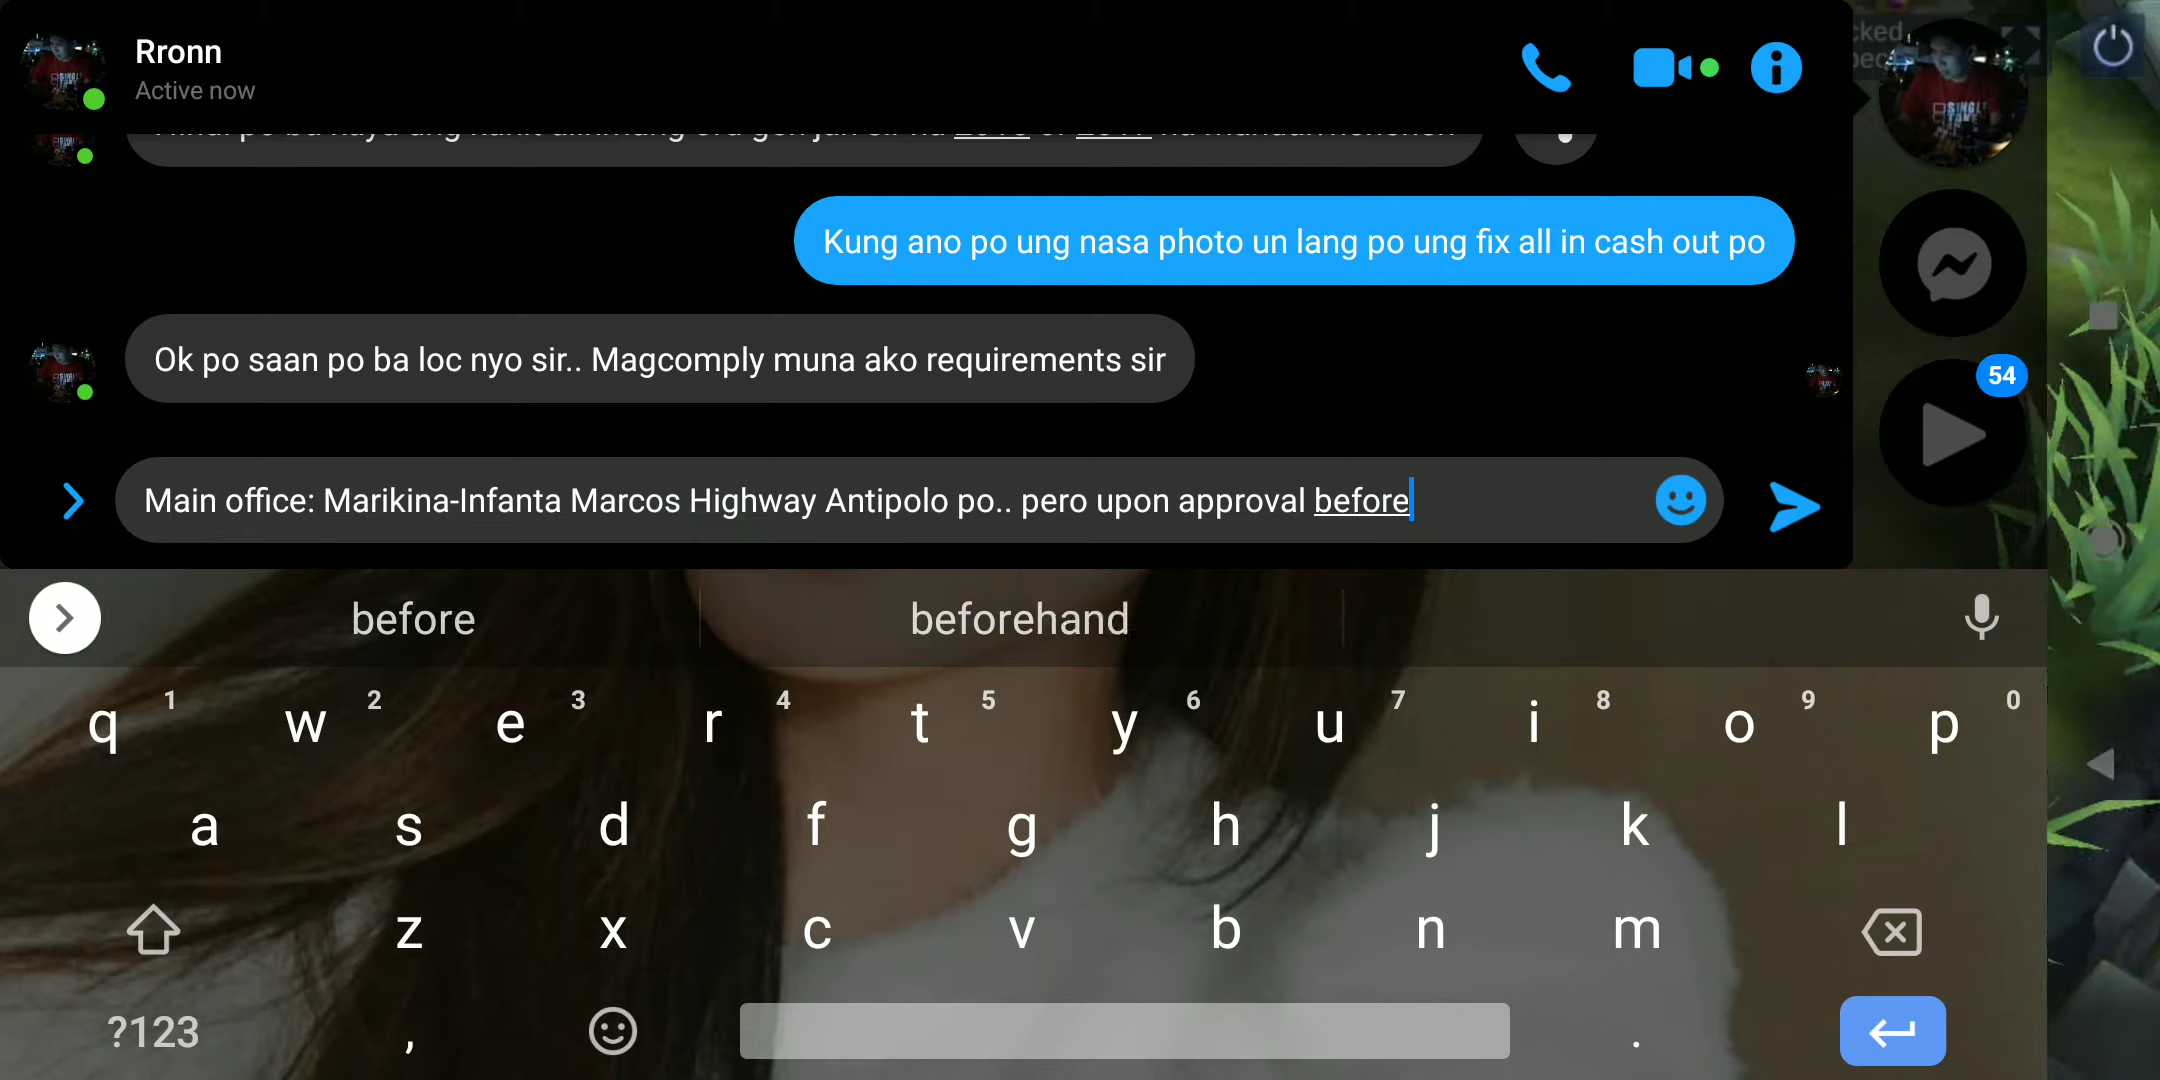 Rronn
Active now
Kung ano po ung nasa photo un lang po ung fix all in cash out po
Ok po saan po ba loc nyo sir.. Magcomply muna ako requirements sir
54
Main office: Marikina-Infanta Marcos Highway Antipolo po.. pero upon approval before
before beforehand
1 2 3 4 5 6 7 8 9 0
q w e r t y u i o p
a s d f g h j k l
z x c v b n m
?123 , .